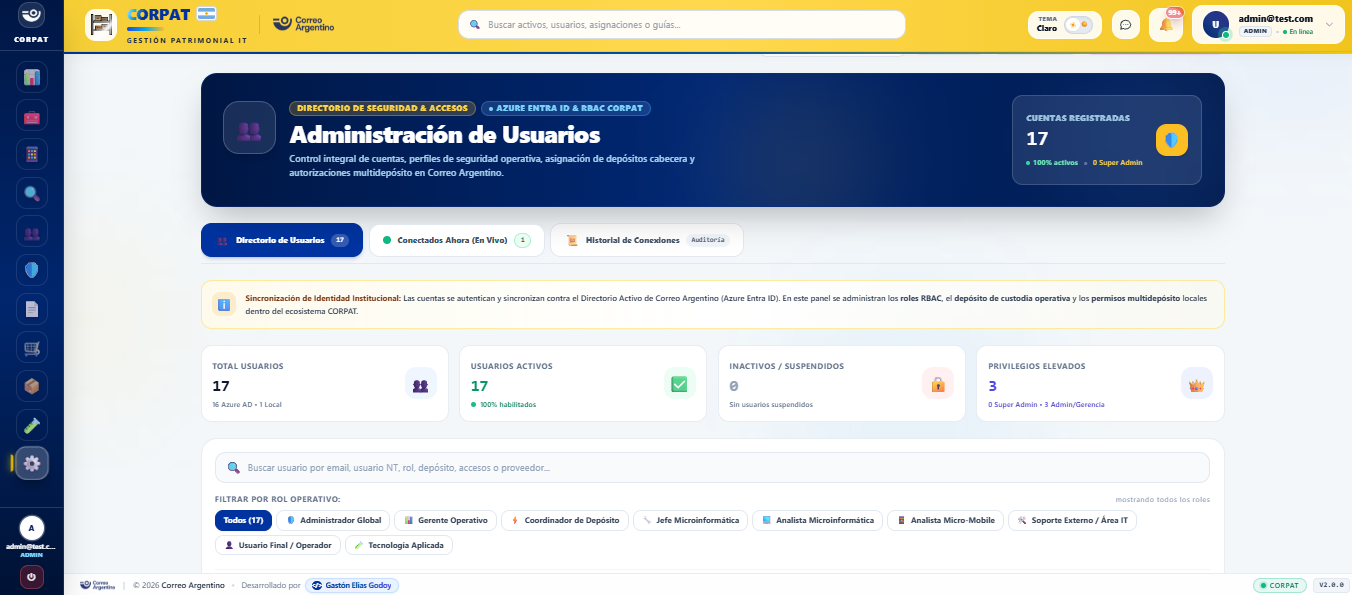 CORPAT
CORPAT
GESTIÓN PATRIMONIAL IT
Correo
Argentino
Buscar activos, usuarios, asignaciones o guías...
TEMA
Claro
99+
U
admin@test.com
ADMIN
En línea
DIRECTORIO DE SEGURIDAD & ACCESOS
AZURE ENTRA ID & RBAC CORPAT
Administración de Usuarios
Control integral de cuentas, perfiles de seguridad operativa, asignación de depósitos cabecera y
autorizaciones multidepósito en Correo Argentino.
CUENTAS REGISTRADAS
17
100% activos • 0 Super Admin
Directorio de Usuarios 17
Conectados Ahora (En Vivo) 1
Historial de Conexiones Auditoría
Sincronización de Identidad Institucional: Las cuentas se autentican y sincronizan contra el Directorio Activo de Correo Argentino (Azure Entra ID). En este panel se administran los roles RBAC, el depósito de custodia operativa y los permisos multidepósito locales
dentro del ecosistema CORPAT.
TOTAL USUARIOS
17
16 Azure AD • 1 Local
USUARIOS ACTIVOS
17
100% habilitados
INACTIVOS / SUSPENDIDOS
0
Sin usuarios suspendidos
PRIVILEGIOS ELEVADOS
3
0 Super Admin • 3 Admin/Gerencia
Buscar usuario por email, usuario NT, rol, depósito, accesos o proveedor...
FILTRAR POR ROL OPERATIVO:
mostrando todos los roles
Todos (17)
Administrador Global
Gerente Operativo
Coordinador de Depósito
Jefe Microinformática
Analista Microinformática
Analista Micro-Mobile
Soporte Externo / Área IT
Usuario Final / Operador
Tecnología Aplicada
A
admin@test.c...
ADMIN
Correo
Argentino
© 2026 Correo Argentino • Desarrollado por Gastón Elias Godoy
CORPAT
V2.0.0